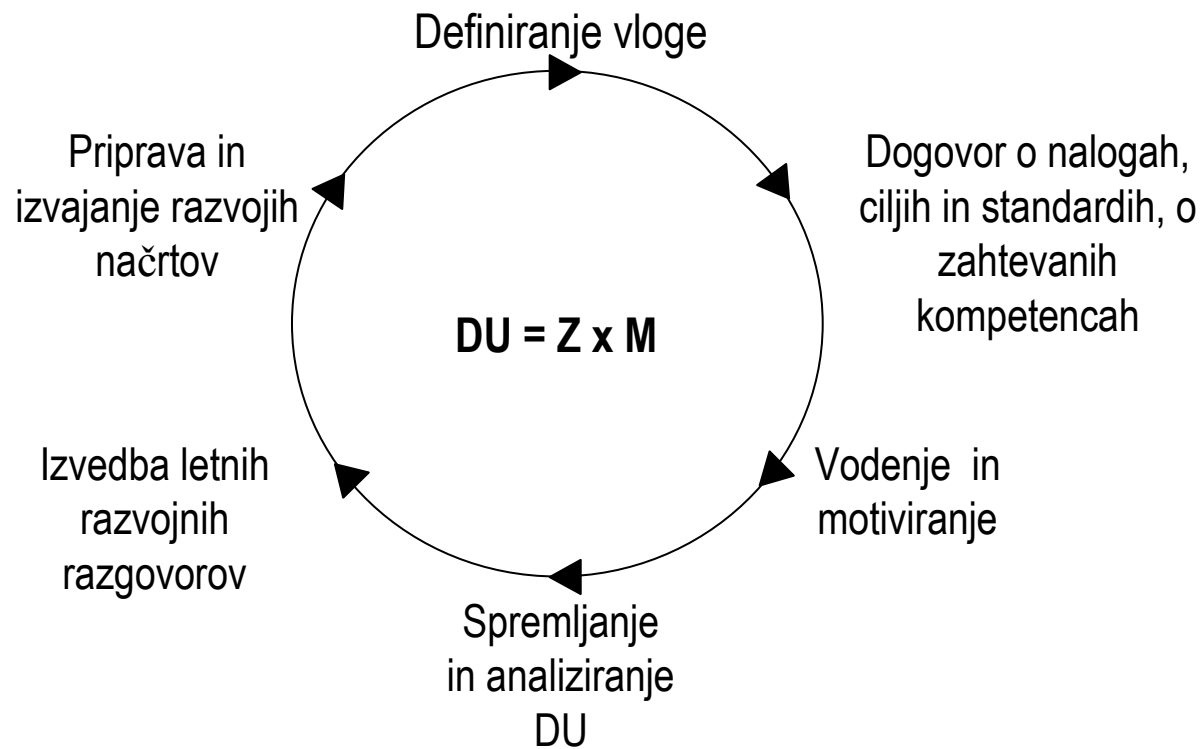 Definiranje vloge
Dogovor o nalogah,
ciljih in standardih, o
zahtevanih
kompetencah
Vodenje in
motiviranje
Spremljanje
in analiziranje
DU
Izvedba letnih
razvojnih
razgovorov
Priprava in
izvajanje razvojih
načrtov
DU = Z x M